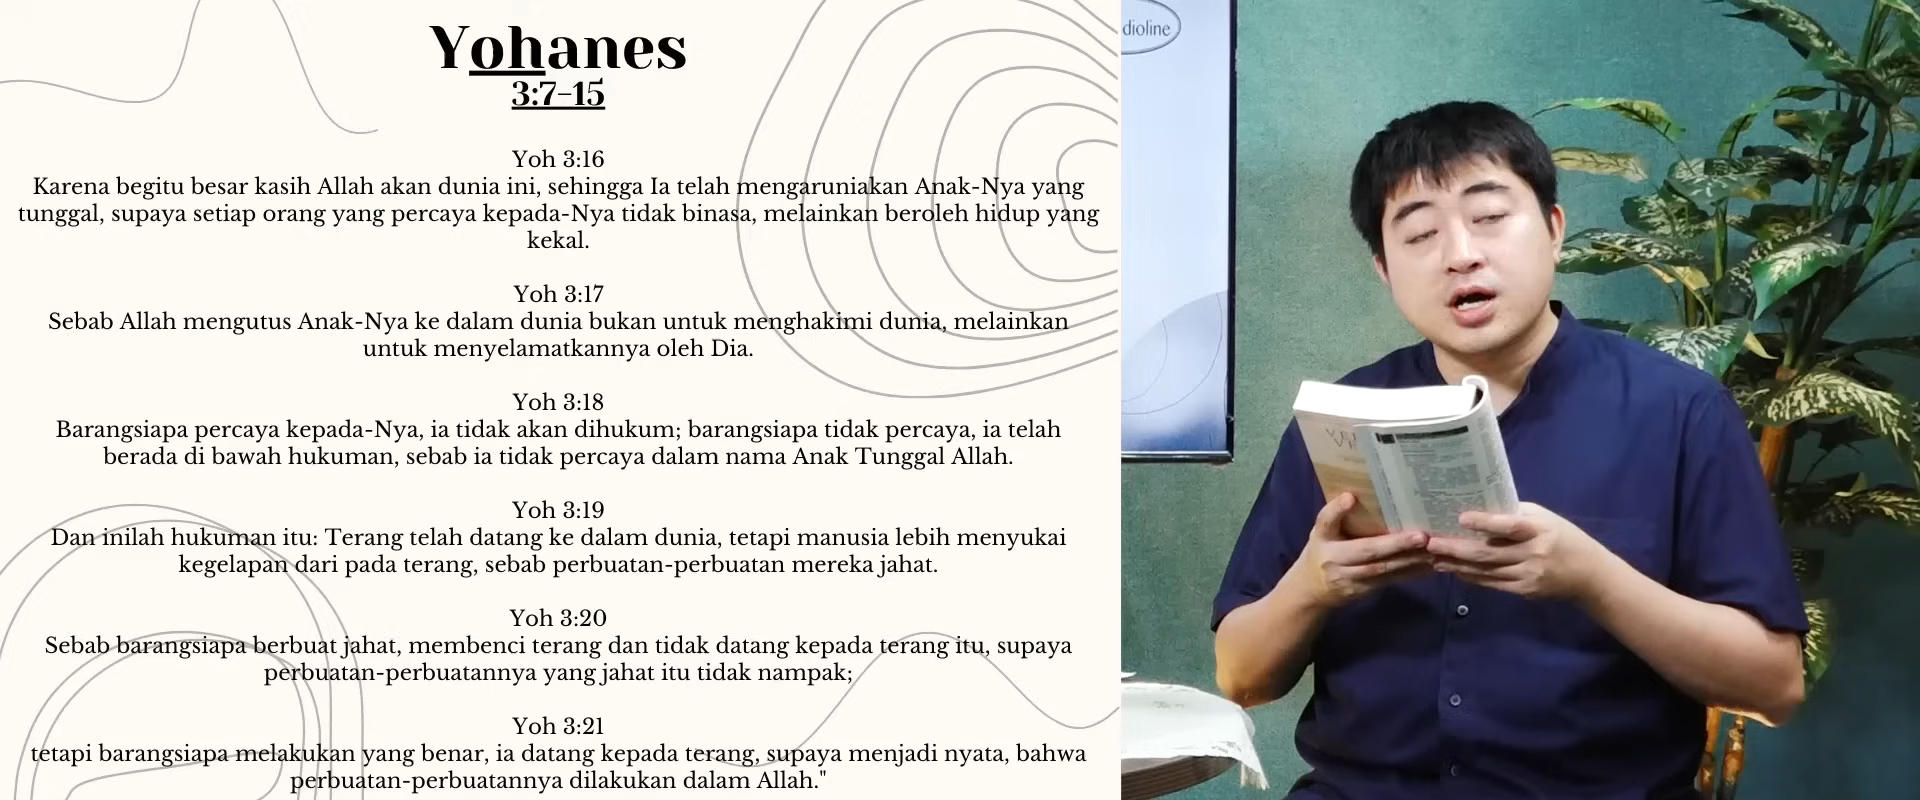 Yohanes
3:7-15
Yoh 3:16
Karena begitu besar kasih Allah akan dunia ini, sehingga Ia telah mengaruniakan Anak-Nya yang
tunggal, supaya setiap orang yang percaya kepada-Nya tidak binasa, melainkan beroleh hidup yang
kekal.
Yoh 3:17
Sebab Allah mengutus Anak-Nya ke dalam dunia bukan untuk menghakimi dunia, melainkan
untuk menyelamatkannya oleh Dia.
Yoh 3:18
Barangsiapa percaya kepada-Nya, ia tidak akan dihukum; barangsiapa tidak percaya, ia telah
berada di bawah hukuman, sebab ia tidak percaya dalam nama Anak Tunggal Allah.
Yoh 3:19
Dan inilah hukuman itu: Terang telah datang ke dalam dunia, tetapi manusia lebih menyukai
kegelapan dari pada terang, sebab perbuatan-perbuatan mereka jahat.
Yoh 3:20
Sebab barangsiapa berbuat jahat, membenci terang dan tidak datang kepada terang itu, supaya
perbuatan-perbuatannya yang jahat itu tidak nampak;
Yoh 3:21
tetapi barangsiapa melakukan yang benar, ia datang kepada terang, supaya menjadi nyata, bahwa
perbuatan-perbuatannya dilakukan dalam Allah."
dioline